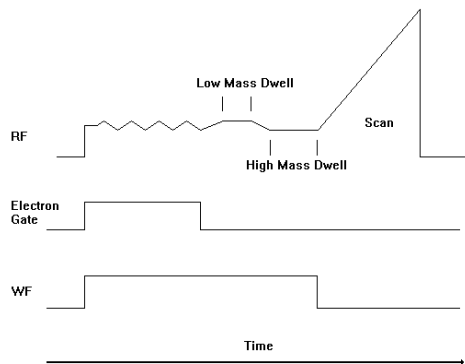 Low Mass Dwell
Scan
RF
High Mass Dwell
Electron
Gate
WF
Time